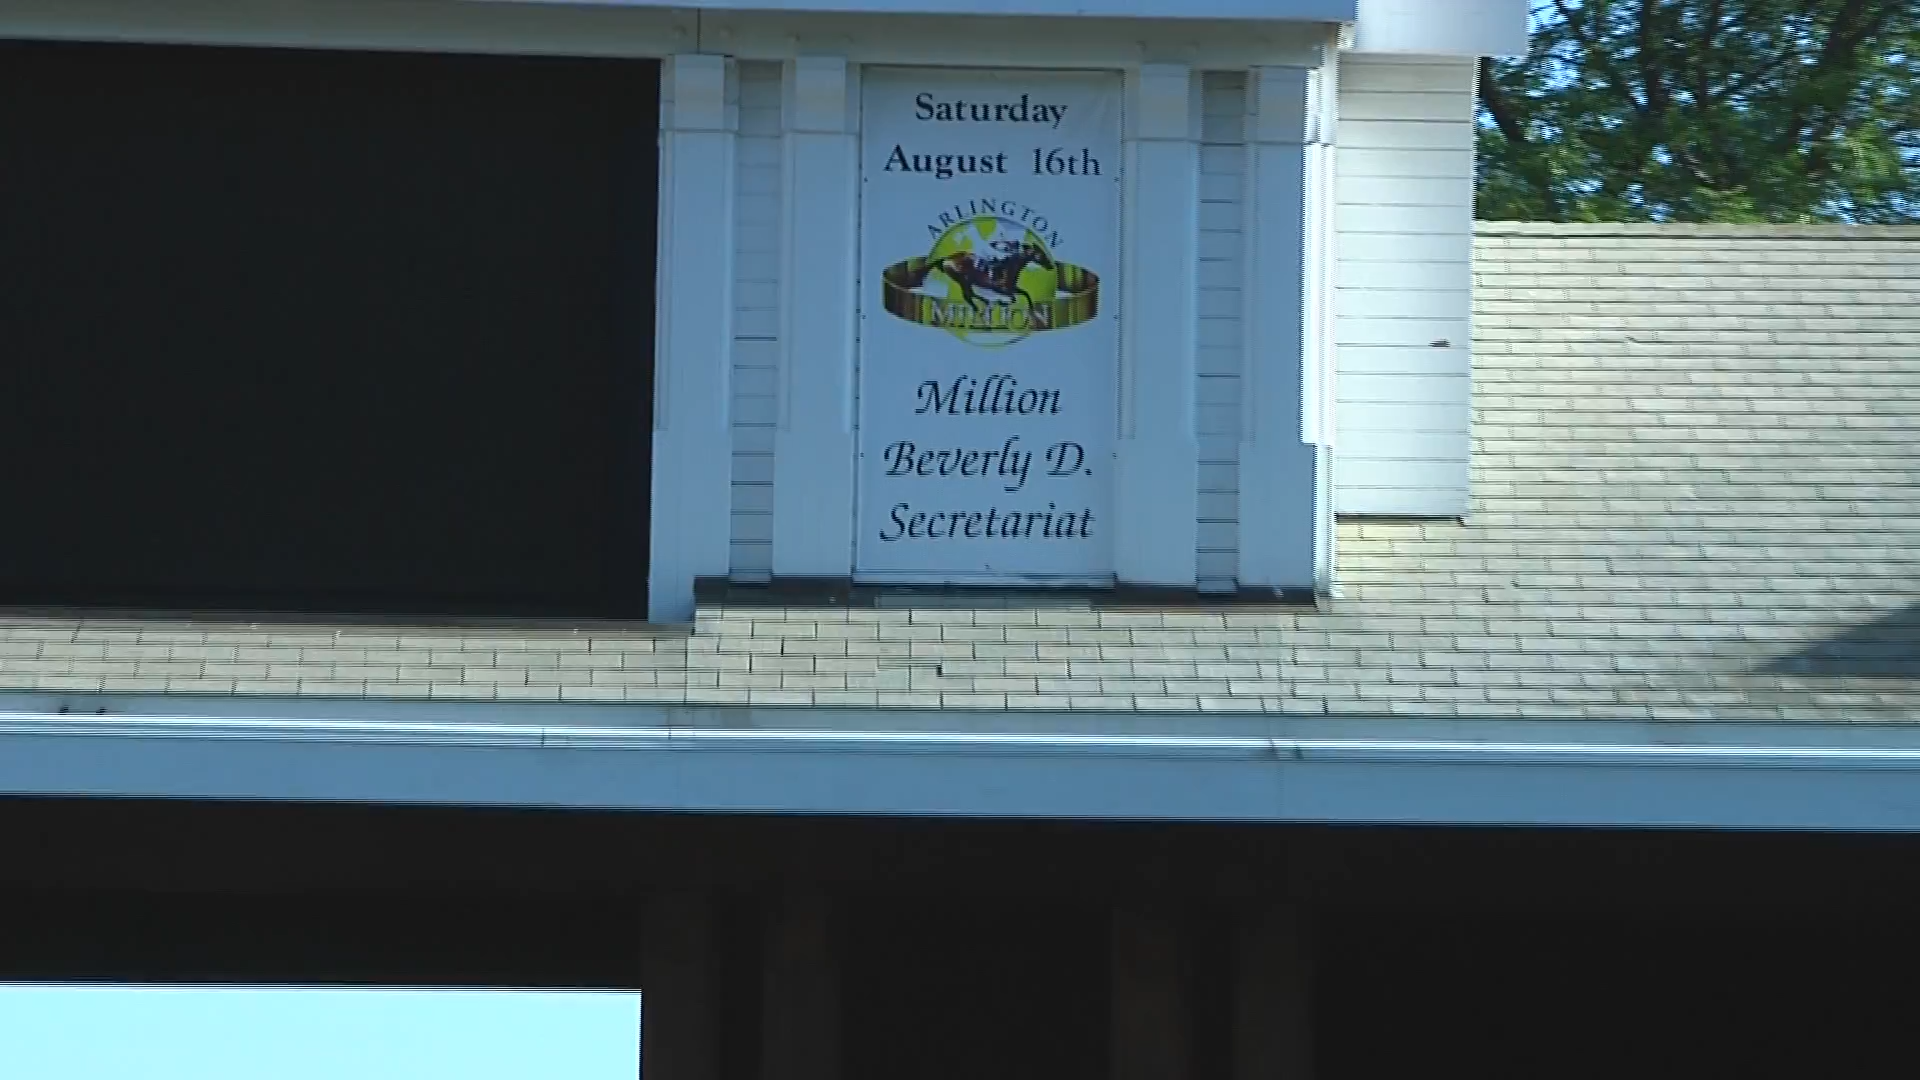 Saturday
August 16th
ARLINGTON
MILLION
Million
Beverly D.
Secretariat